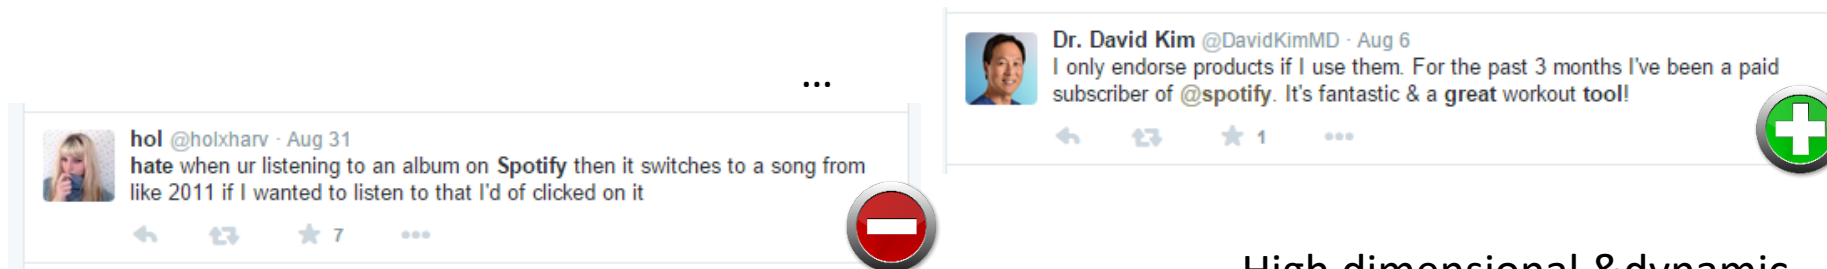 ...
hol @holxharv · Aug 31
hate when ur listening to an album on Spotify then it switches to a song from
like 2011 if I wanted to listen to that I'd of clicked on it
7
Dr. David Kim @DavidKimMD · Aug 6
I only endorse products if I use them. For the past 3 months I've been a paid
subscriber of @spotify. It's fantastic & a great workout tool!
1
High dimensional &dynamic